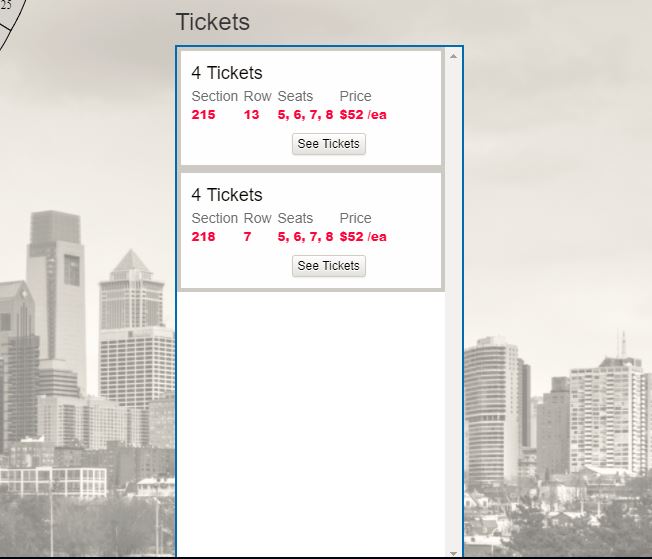 25
Tickets
4 Tickets
Section Row Seats Price
215 13 5, 6, 7, 8 $52 /ea
See Tickets
4 Tickets
Section Row Seats Price
218 7 5, 6, 7, 8 $52 /ea
See Tickets